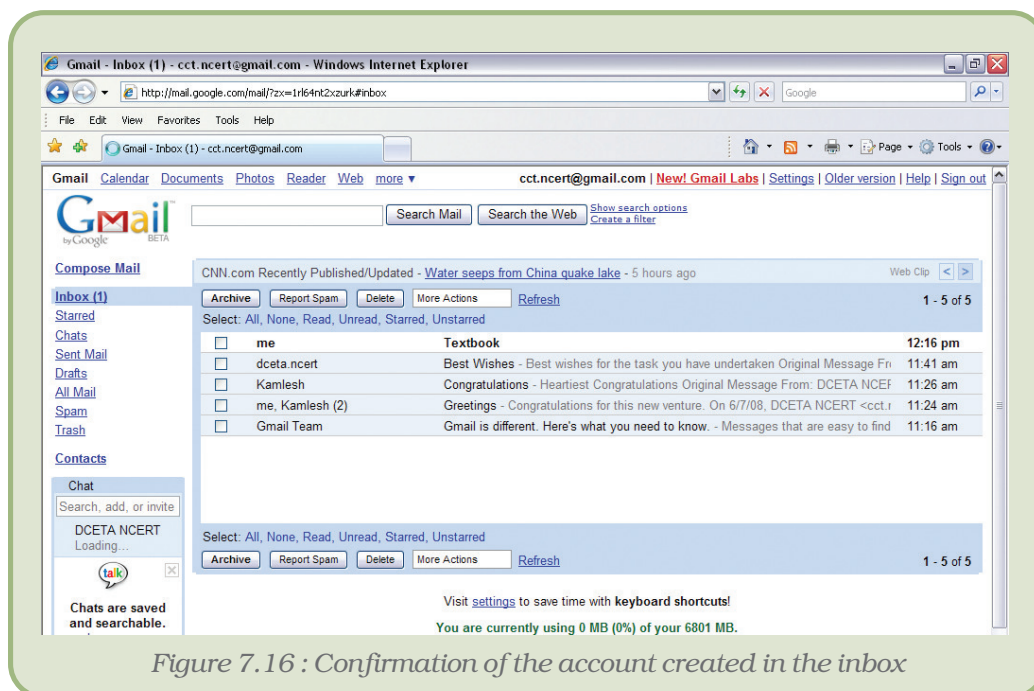 Gmail - Inbox (1) - cct.ncert@gmail.com - Windows Internet Explorer
http://mail.google.com/mail/?zx=1rl64nt2xzurk#inbox
Google
File Edit View Favorites Tools Help
Gmail - Inbox (1) - cct.ncert@gmail.com
Page Tools
Gmail Calendar Documents Photos Reader Web more ▼ cct.ncert@gmail.com | New! Gmail Labs | Settings | Older version | Help | Sign out
Gmail
by Google BETA
Search Mail Search the Web Show search options
Create a filter
Compose Mail
CNN.com Recently Published/Updated - Water seeps from China quake lake - 5 hours ago Web Clip < >
Inbox (1)
Starred
Chats
Sent Mail
Drafts
All Mail
Spam
Trash
Contacts
Archive Report Spam Delete More Actions Refresh 1 - 5 of 5
Select: All, None, Read, Unread, Starred, Unstarred
me Textbook 12:16 pm
dceta.ncert Best Wishes - Best wishes for the task you have undertaken Original Message Fr 11:41 am
Kamlesh Congratulations - Heartiest Congratulations Original Message From: DCETA NCEF 11:26 am
me, Kamlesh (2) Greetings - Congratulations for this new venture. On 6/7/08, DCETA NCERT <cct.r 11:24 am
Gmail Team Gmail is different. Here's what you need to know. - Messages that are easy to find 11:16 am
Chat
Search, add, or invite
DCETA NCERT
Loading...
talk
Chats are saved
and searchable.
Select: All, None, Read, Unread, Starred, Unstarred
Archive Report Spam Delete More Actions Refresh 1 - 5 of 5
Visit settings to save time with keyboard shortcuts!
You are currently using 0 MB (0%) of your 6801 MB.
Figure 7.16 : Confirmation of the account created in the inbox